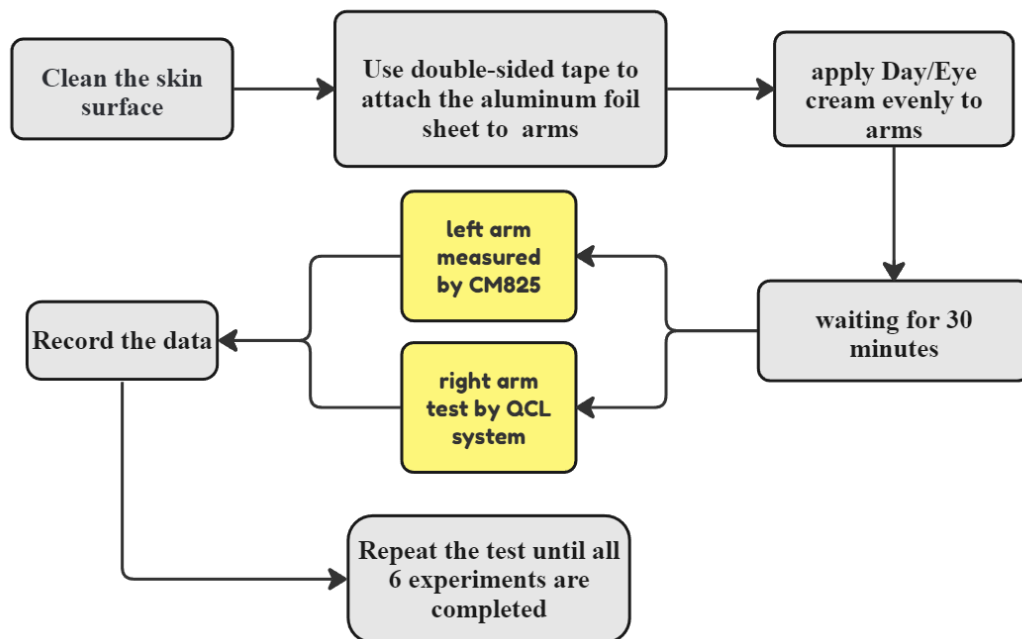 Clean the skin
surface
Use double-sided tape to
attach the aluminum foil
sheet to arms
apply Day/Eye
cream evenly to
arms
waiting for 30
minutes
left arm
measured
by CM825
right arm
test by QCL
system
Record the data
Repeat the test until all
6 experiments are
completed